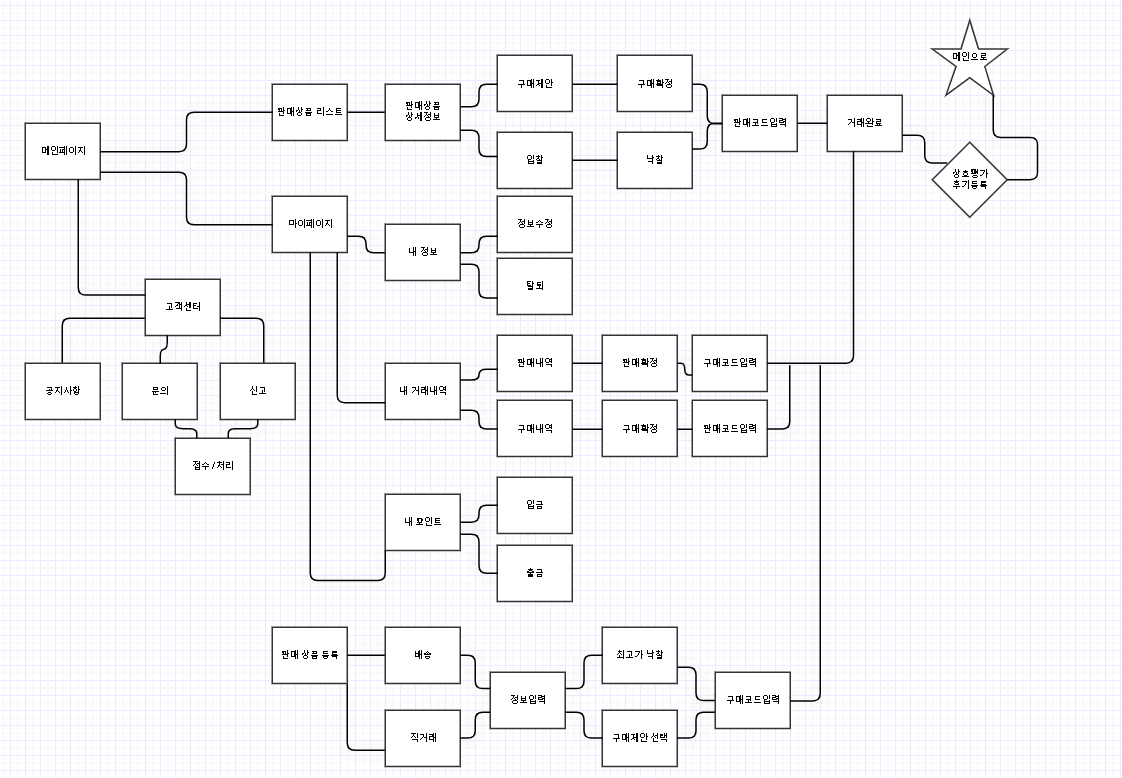 메인으로
구매제안
구매확정
판매상품 리스트
판매상품
상세정보
판매코드입력
거래완료
메인페이지
입찰
낙찰
상호평가
후기등록
마이페이지
정보수정
내 정보
탈퇴
고객센터
판매내역
판매확정
구매코드입력
공지사항
문의
신고
내 거래내역
구매내역
구매확정
판매코드입력
접수/처리
입금
내 포인트
출금
판매 상품 등록
배송
최고가 낙찰
정보입력
구매코드입력
직거래
구매제안 선택